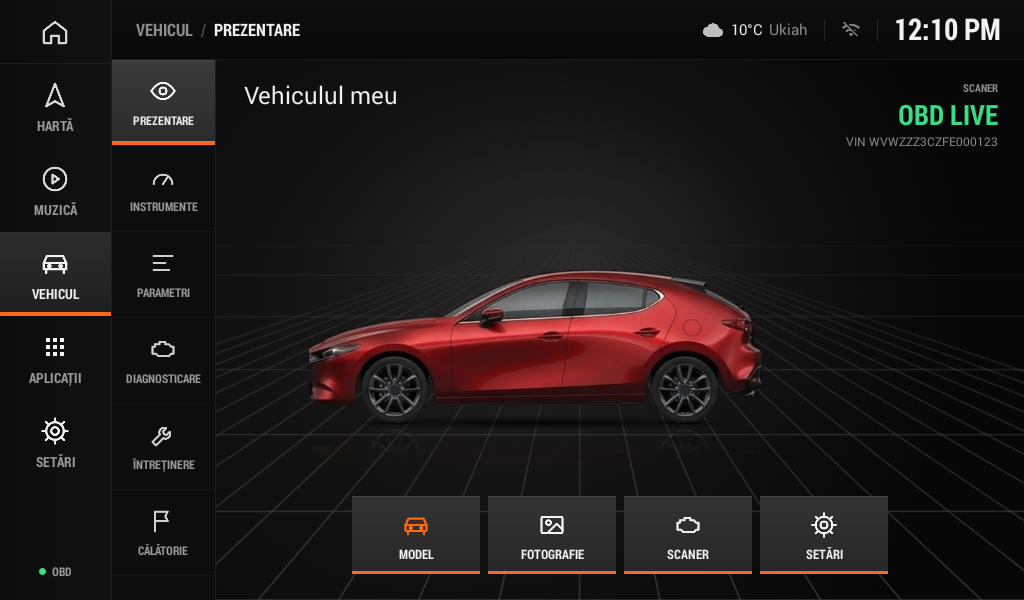 VEHICUL / PREZENTARE
10°C Ukiah
12:10 PM
HARTĂ
MUZICĂ
VEHICUL
APLICAȚII
SETĂRI
OBD
PREZENTARE
INSTRUMENTE
PARAMETRI
DIAGNOSTICARE
ÎNTREȚINERE
CĂLĂTORIE
Vehiculul meu
SCANER
OBD LIVE
VIN WVWZZZ3CZFE000123
MODEL
FOTOGRAFIE
SCANER
SETĂRI